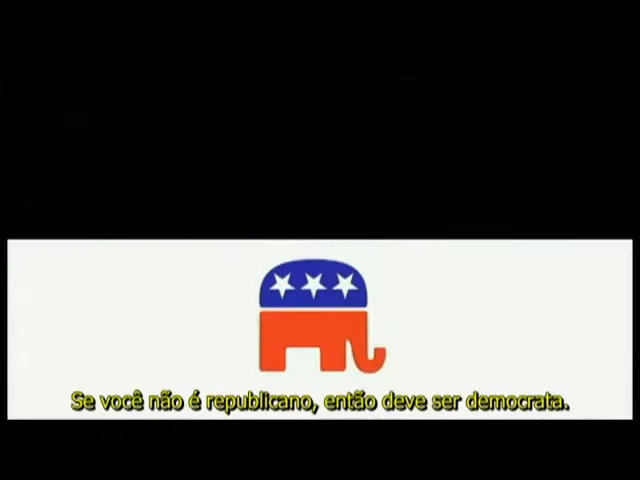 Se você não é republicano, então deve ser democrata.